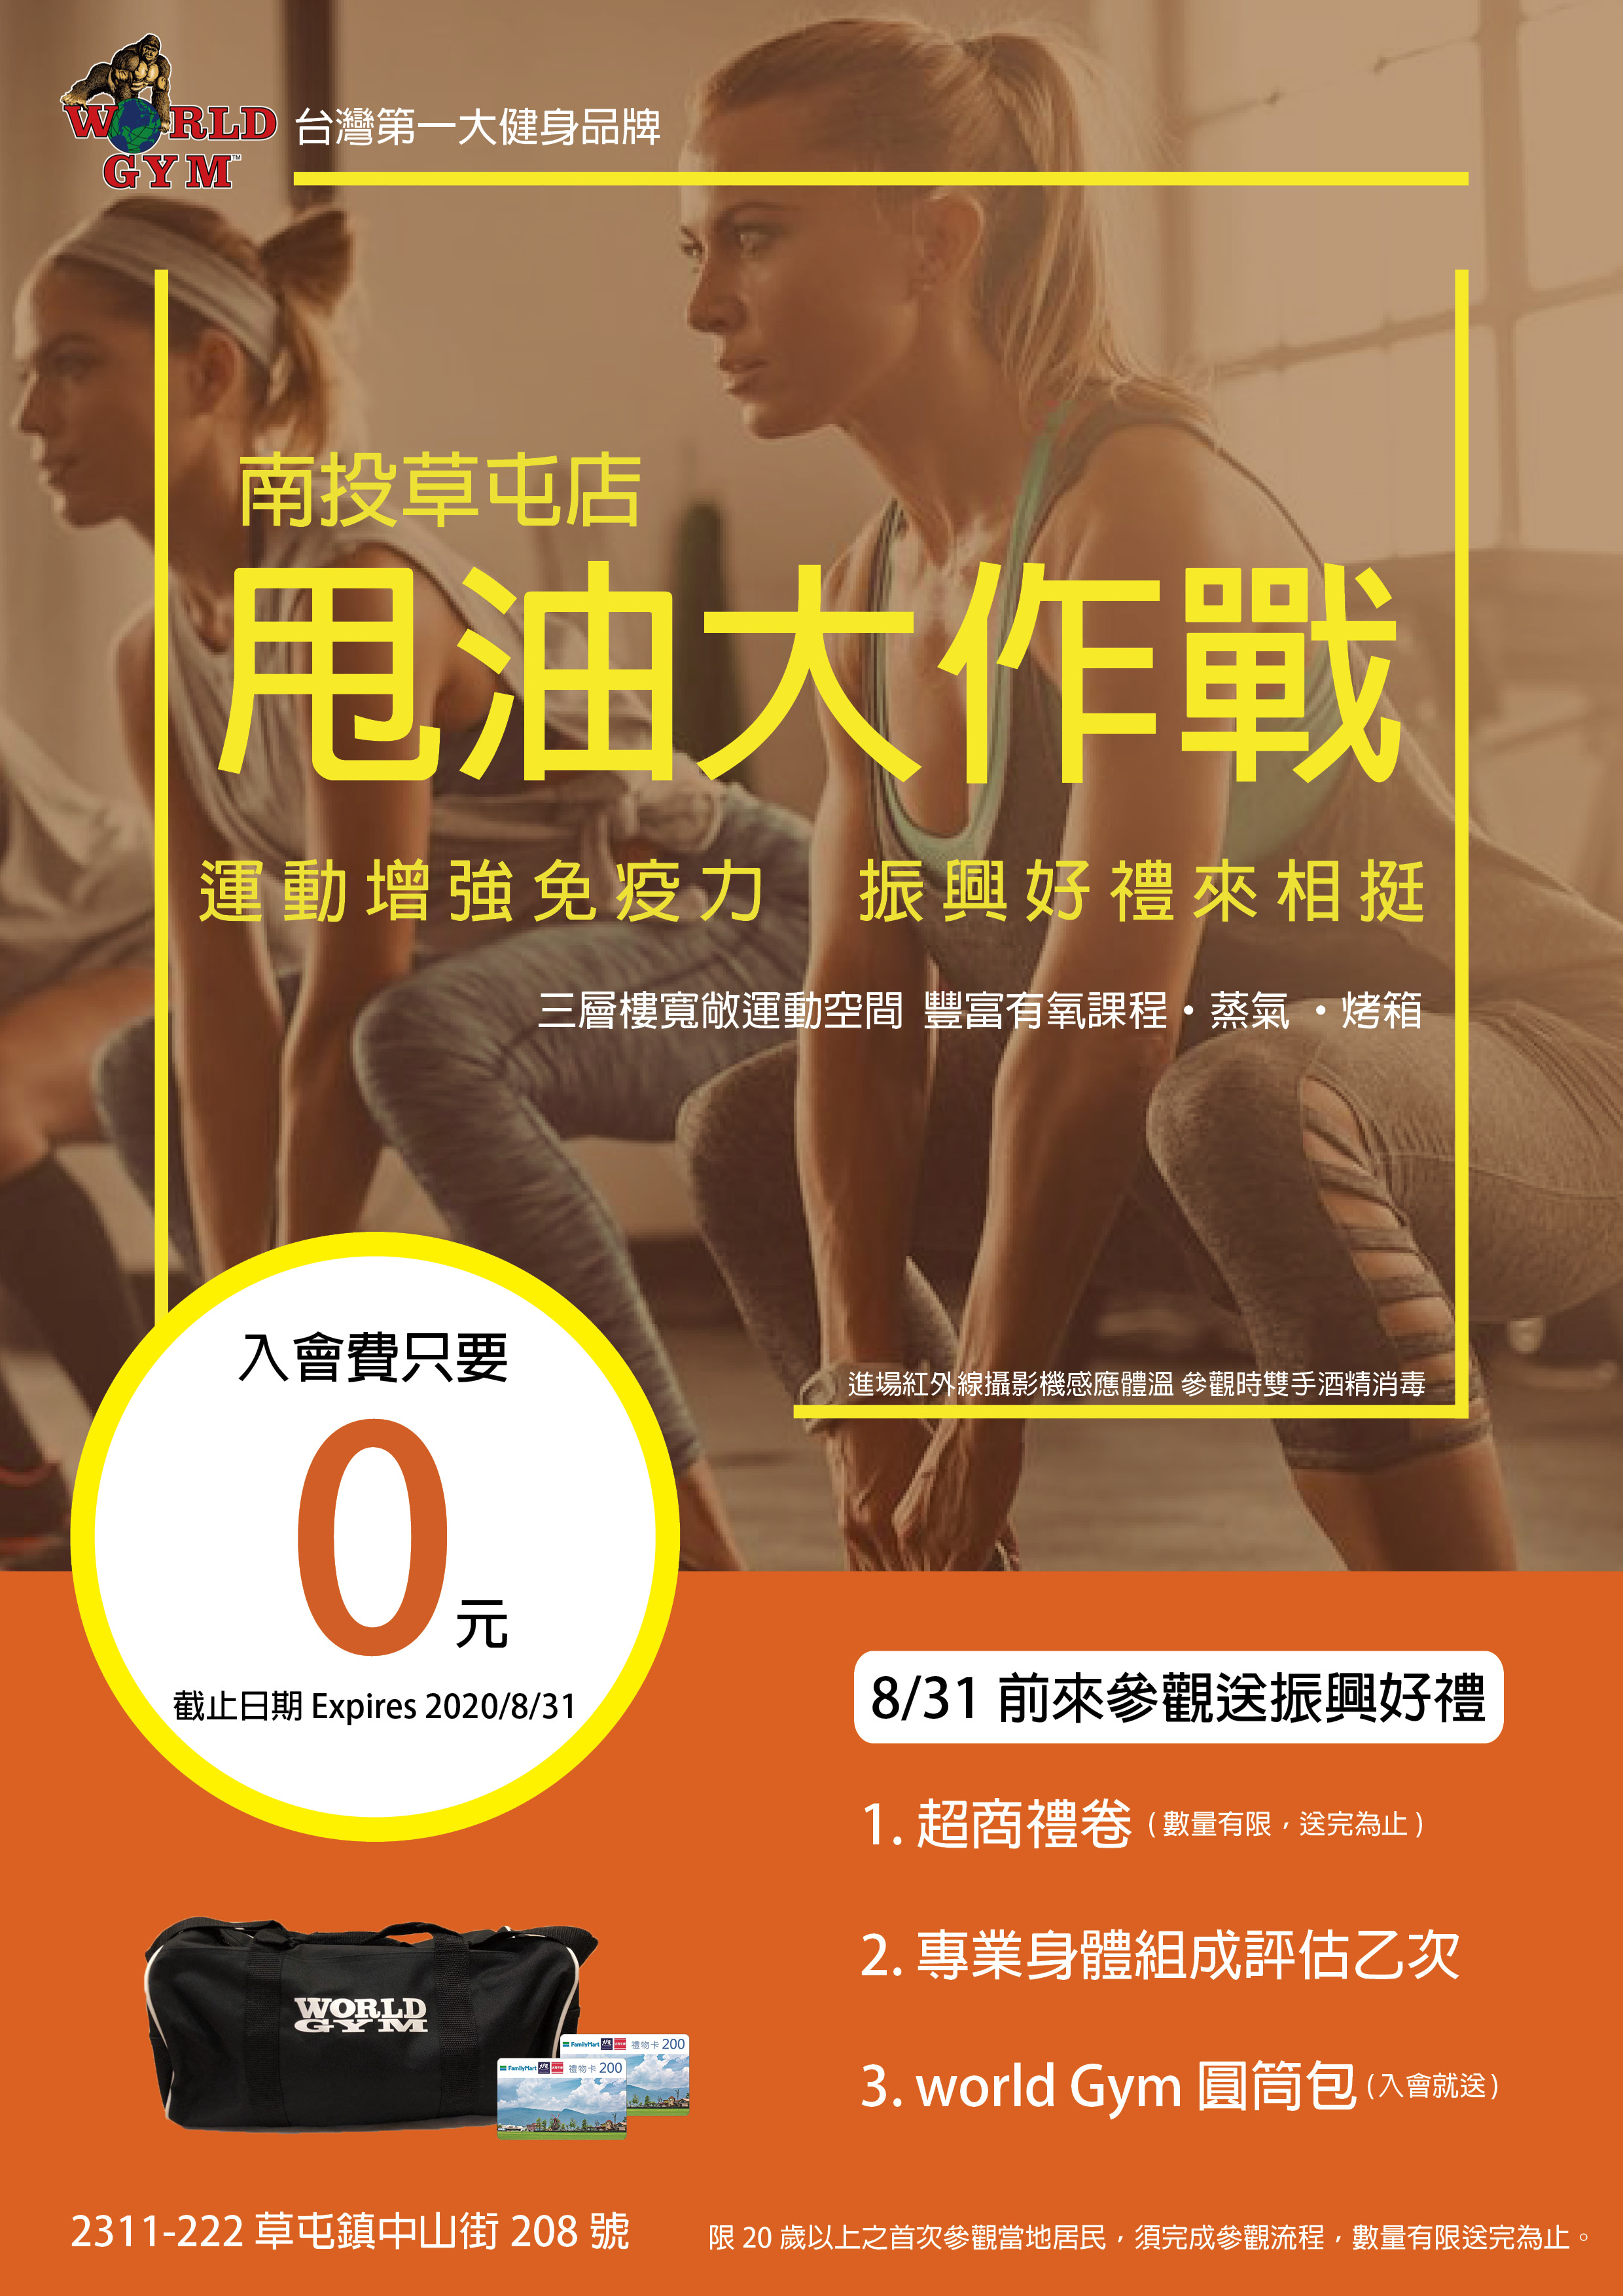 WORLD
GYM™
台灣第一大健身品牌
南投草屯店
甩油大作戰
運動增強免疫力 振興好禮來相挺
三層樓寬敞運動空間 豐富有氧課程・蒸氣・烤箱
進場紅外線攝影機感應體溫 參觀時雙手酒精消毒
入會費只要
0元
截止日期 Expires 2020/8/31
8/31 前來參觀送振興好禮
1. 超商禮卷 (數量有限，送完為止)
2. 專業身體組成評估乙次
3. world Gym 圓筒包 (入會就送)
WORLD
GYM
FamilyMart 禮物卡 200
FamilyMart 禮物卡 200
2311-222 草屯鎮中山街 208 號
限 20 歲以上之首次參觀當地居民，須完成參觀流程，數量有限送完為止。